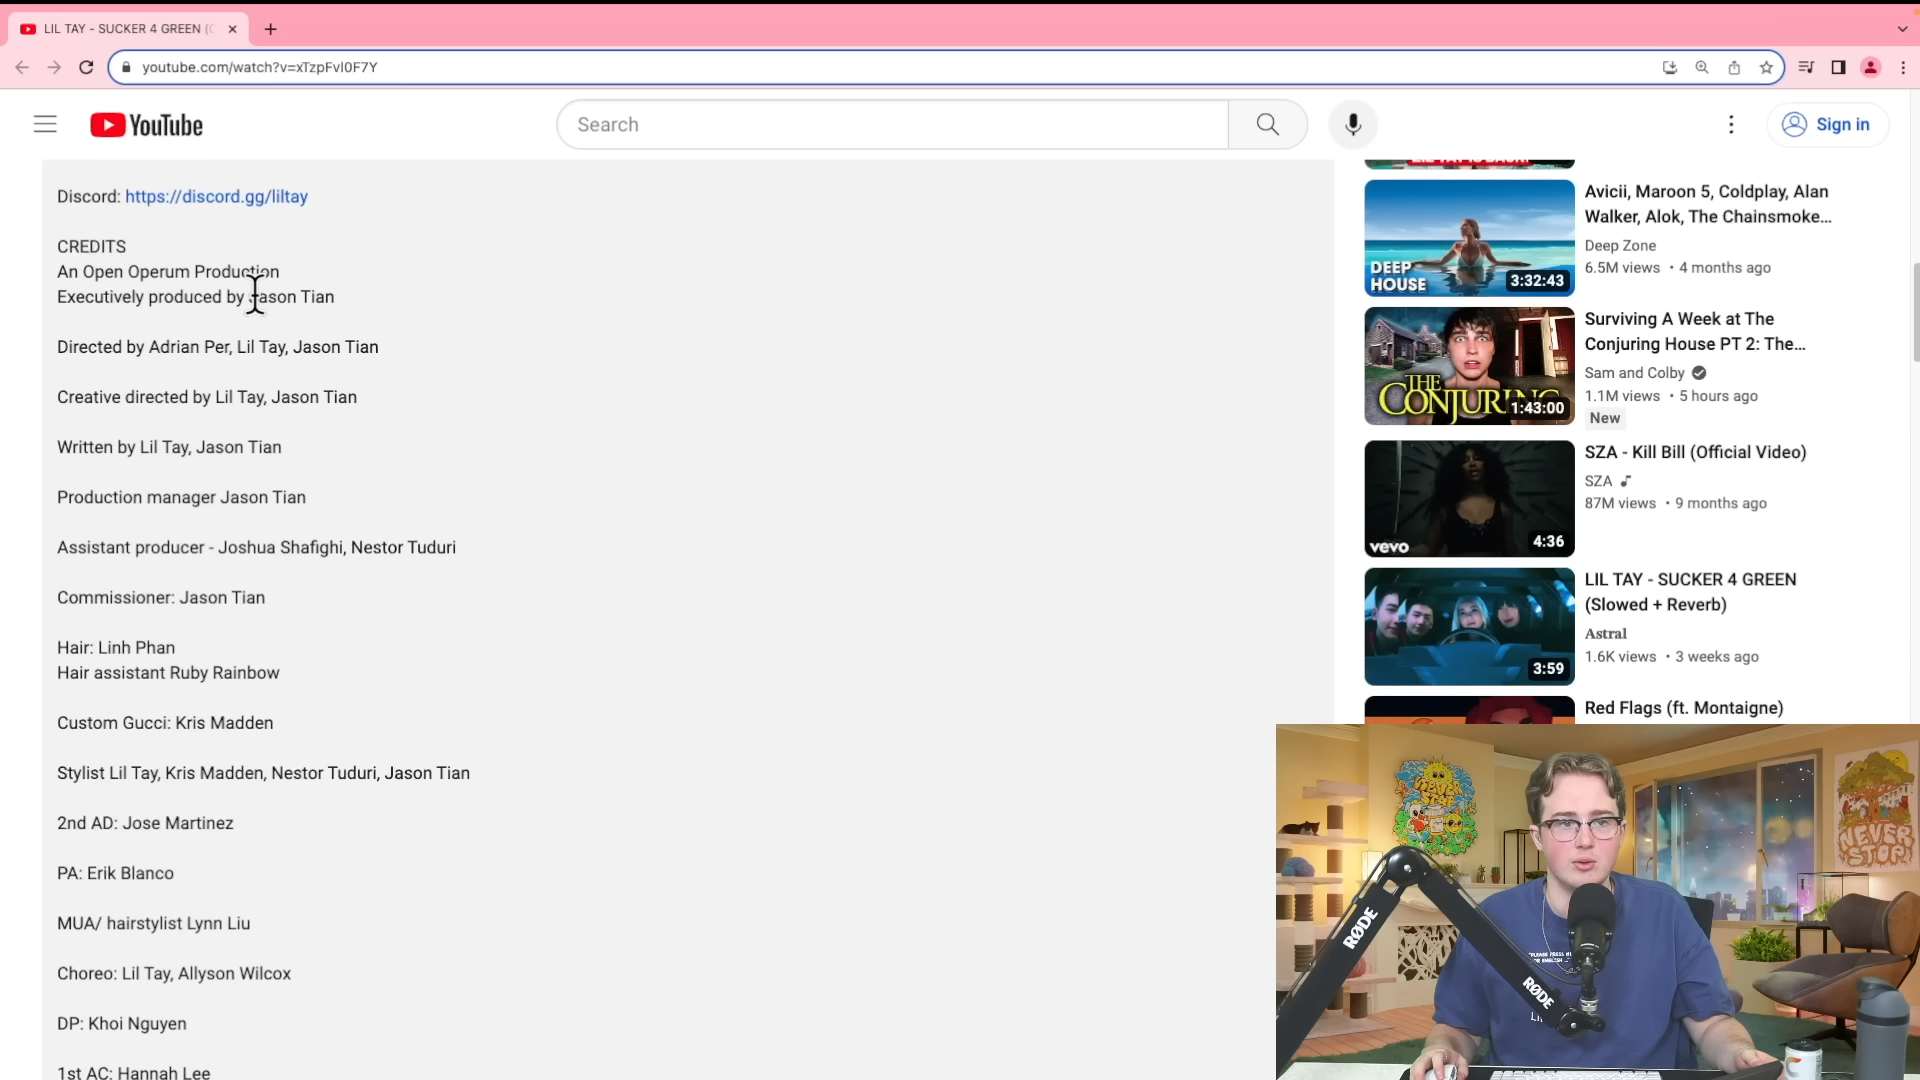 LIL TAY - SUCKER 4 GREEN (
youtube.com/watch?v=xTzpFvl0F7Y
YouTube
Search
Sign in
Discord: https://discord.gg/liltay
CREDITS
An Open Operum Production
Executively produced by Jason Tian
Directed by Adrian Per, Lil Tay, Jason Tian
Creative directed by Lil Tay, Jason Tian
Written by Lil Tay, Jason Tian
Production manager Jason Tian
Assistant producer - Joshua Shafighi, Nestor Tuduri
Commissioner: Jason Tian
Hair: Linh Phan
Hair assistant Ruby Rainbow
Custom Gucci: Kris Madden
Stylist Lil Tay, Kris Madden, Nestor Tuduri, Jason Tian
2nd AD: Jose Martinez
PA: Erik Blanco
MUA/ hairstylist Lynn Liu
Choreo: Lil Tay, Allyson Wilcox
DP: Khoi Nguyen
1st AC: Hannah Lee
DEEP
HOUSE
3:32:43
Avicii, Maroon 5, Coldplay, Alan
Walker, Alok, The Chainsmoke...
Deep Zone
6.5M views • 4 months ago
THE
CONJURING
1:43:00
Surviving A Week at The
Conjuring House PT 2: The...
Sam and Colby
1.1M views • 5 hours ago
New
vevo
4:36
SZA - Kill Bill (Official Video)
SZA
87M views • 9 months ago
3:59
LIL TAY - SUCKER 4 GREEN
(Slowed + Reverb)
Astral
1.6K views • 3 weeks ago
Red Flags (ft. Montaigne)
NEVER
STOP
NEVER
STOP!
RØDE
RØDE